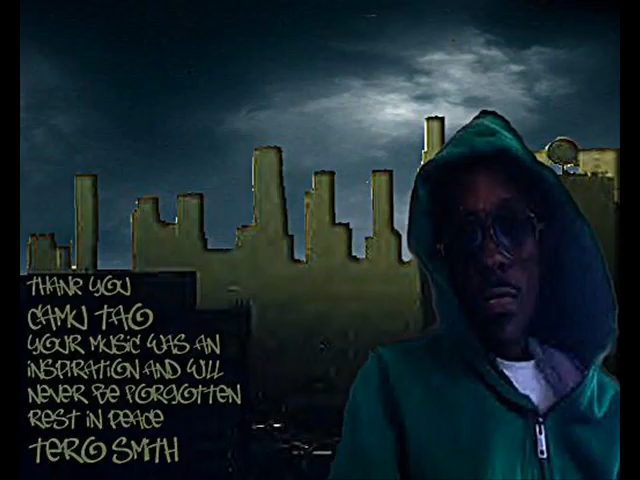 THANK YOU
CAMU TAO
YOUR MUSIC WAS AN
INSPIRATION AND WILL
NEVER BE FORGOTTEN
REST IN PEACE
TERO SMITH